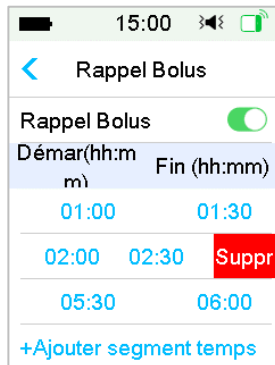 15:00
Rappel Bolus
Rappel Bolus
Démar(hh:m
m) Fin (hh:mm)
01:00 01:30
02:00 02:30 Suppr
05:30 06:00
+Ajouter segment temps